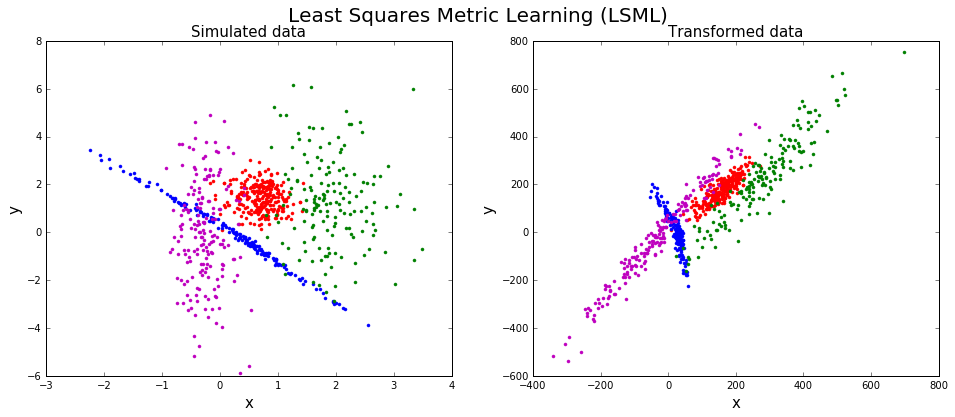 Least Squares Metric Learning (LSML)
Simulated data
8
6
4
2
0
−2
−4
−6
y
−3 −2 −1 0 1 2 3 4
x
Transformed data
800
600
400
200
0
−200
−400
−600
y
−400 −200 0 200 400 600 800
x